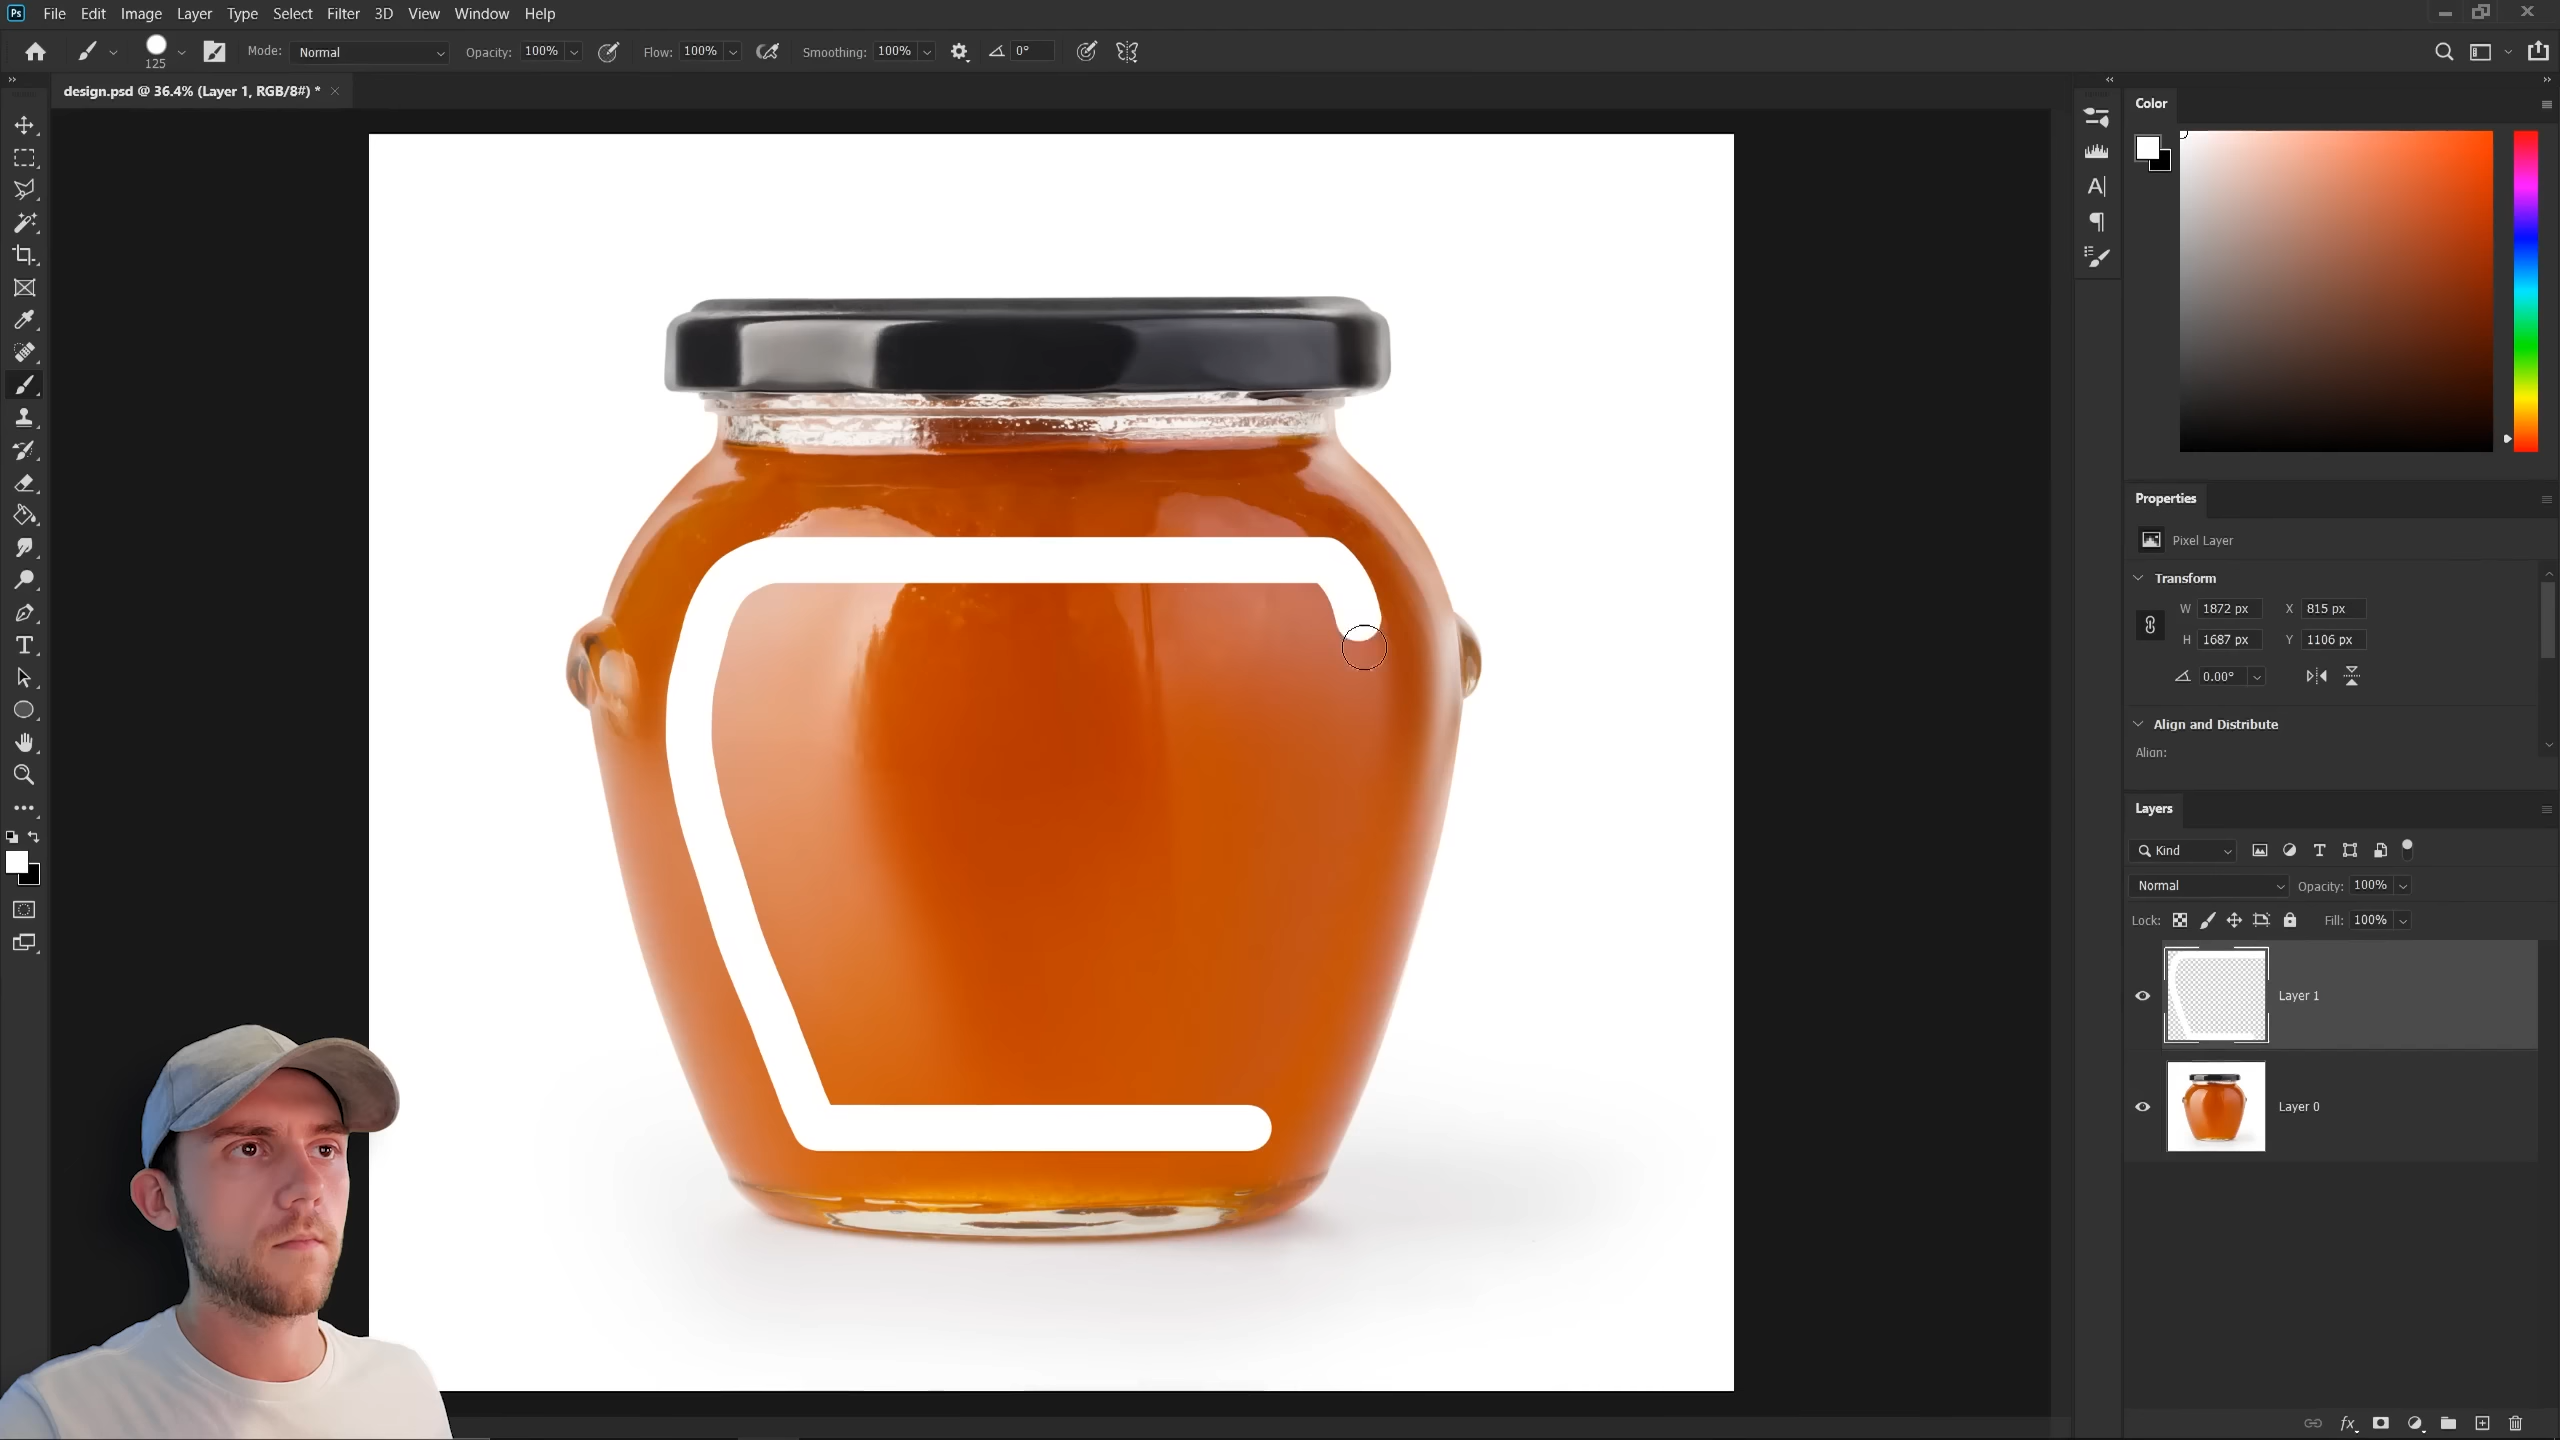 Ps File Edit Image Layer Type Select Filter 3D View Window Help
125 Mode: Normal Opacity: 100% Flow: 100% Smoothing: 100% 0°
design.psd @ 36.4% (Layer 1, RGB/8#) *
Color
Properties
Pixel Layer
Transform
W 1872 px X 815 px
H 1687 px Y 1106 px
0.00°
Align and Distribute
Align:
Layers
Kind
Normal Opacity: 100%
Lock: Fill: 100%
Layer 1
Layer 0
fx